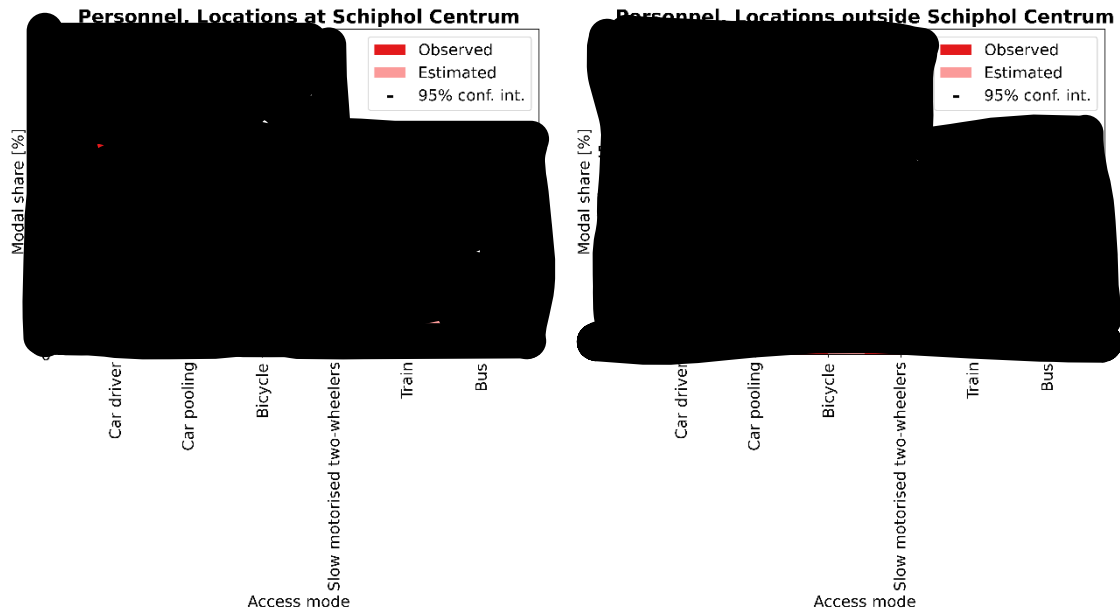 Personnel, Locations at Schiphol Centrum
Observed
Estimated
95% conf. int.
Modal share [%]
Car driver
Car pooling
Bicycle
Slow motorised two-wheelers
Train
Bus
Access mode
Personnel, Locations outside Schiphol Centrum
Observed
Estimated
95% conf. int.
Modal share [%]
Car driver
Car pooling
Bicycle
Slow motorised two-wheelers
Train
Bus
Access mode